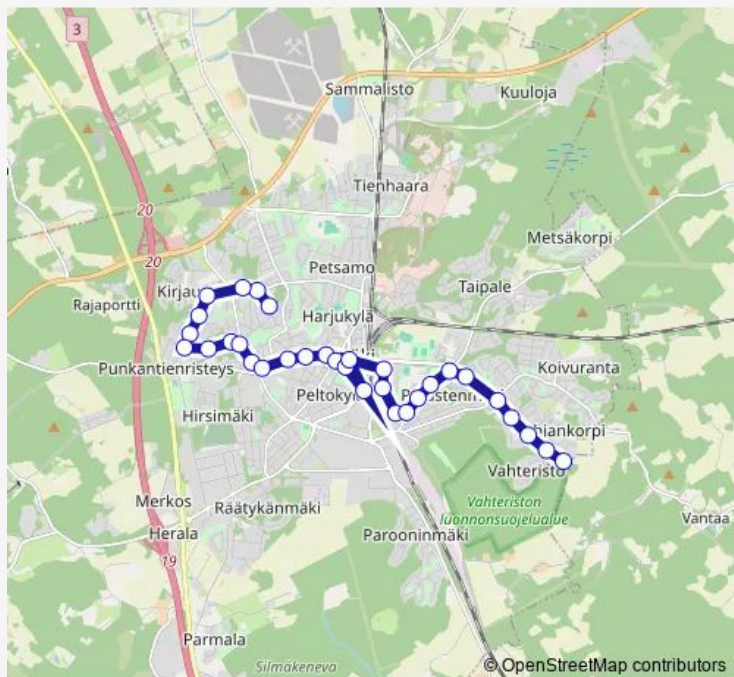 3
Sammalisto
Kuuloja
Tienhaara
20
Metsäkorpi
20
Petsamo
Taipale
Rajaportti
Harjukylä
Punkantienristeys
Koivuranta
Hirsimäki
Vahteristo
Merkos
Räätykänmäki
Vahteriston
luonnonsuojelualue
Vantaa
Herala
Parooninmäki
19
Parmala
Silmäkeneva
© OpenStreetMap contributors